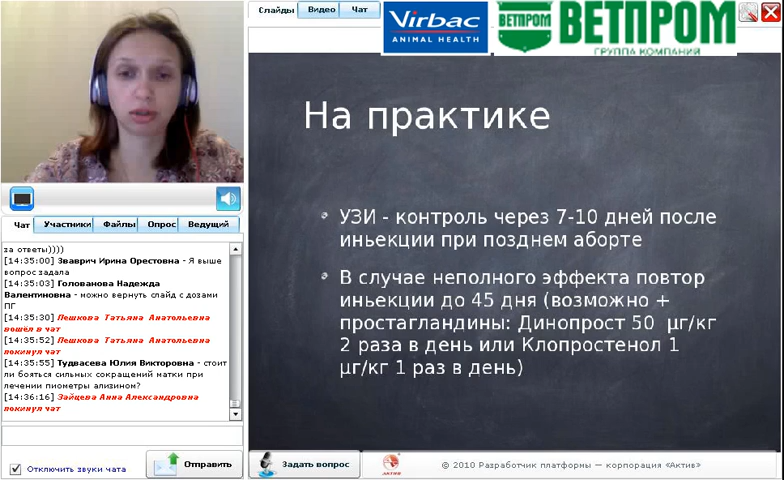 Слайды Видео Чат
Virbac
ANIMAL HEALTH
ВЕТПРОМ
ВЕТПРОМ
ГРУППА КОМПАНИЙ
На практике
УЗИ - контроль через 7-10 дней после
иньекции при позднем аборте
В случае неполного эффекта повтор
иньекции до 45 дня (возможно +
простагландины: Динопрост 50 µг/кг
2 раза в день или Клопростенол 1
µг/кг 1 раз в день)
Чат Участники Файлы Опрос Ведущий
за ответы))))
[14:35:00] Зваврич Ирина Орестовна - Я выше
вопрос задала
[14:35:03] Голованова Надежда
Валентиновна - можно вернуть слайд с дозами
ПГ
[14:35:30] Пешкова Татьяна Анатольевна
вошёл в чат
[14:35:52] Пешкова Татьяна Анатольевна
покинул чат
[14:35:55] Тудвасева Юлия Викторовна - стоит
ли бояться сильных сокращений матки при
лечении пиометры ализином?
[14:36:16] Зайцева Анна Александровна
покинул чат
Отключить звуки чата
Отправить
Задать вопрос
АКТИВ
© 2010 Разработчик платформы — корпорация «Актив»